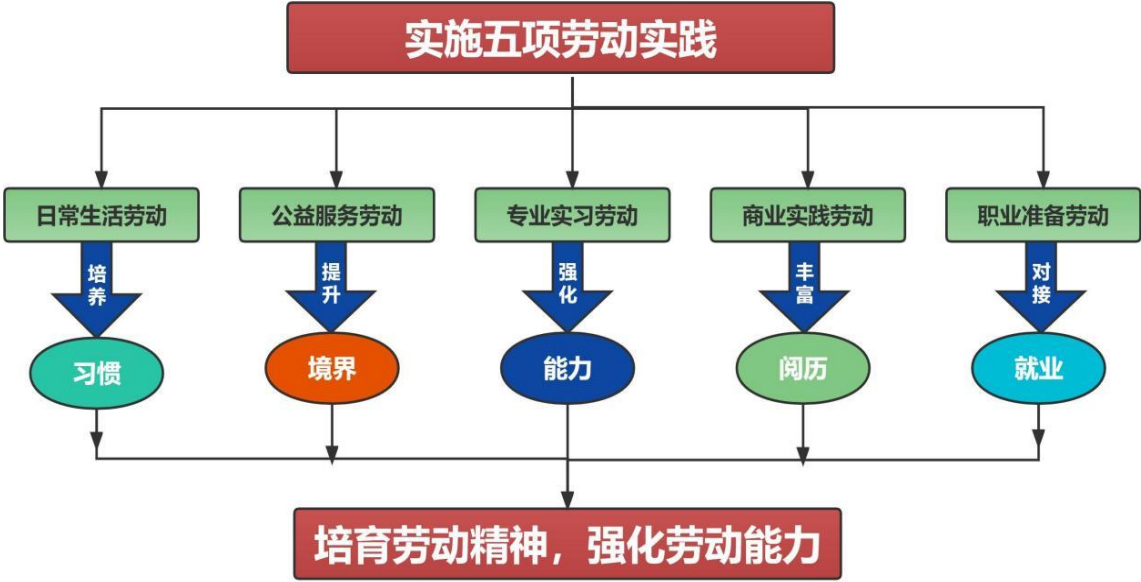 实施五项劳动实践
日常生活劳动
公益服务劳动
专业实习劳动
商业实践劳动
职业准备劳动
培养
提升
强化
丰富
对接
习惯
境界
能力
阅历
就业
培育劳动精神，强化劳动能力